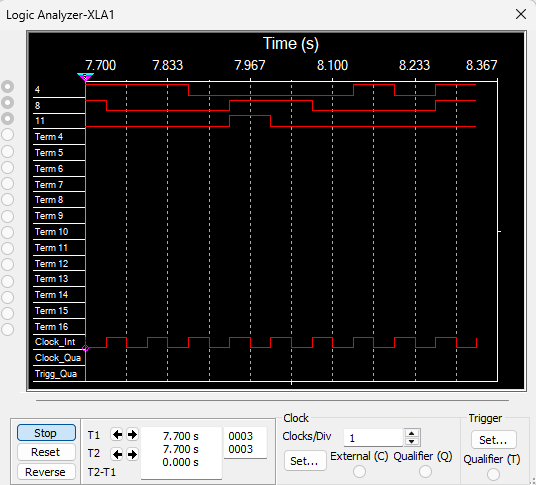 Logic Analyzer-XLA1
Time (s)
7.700 7.833 7.967 8.100 8.233 8.367
4
8
11
Term 4
Term 5
Term 6
Term 7
Term 8
Term 9
Term 10
Term 11
Term 12
Term 13
Term 14
Term 15
Term 16
Clock_Int
Clock_Qua
Trigg_Qua
Stop
Reset
Reverse
T1 7.700 s 0003
T2 7.700 s 0003
T2-T1 0.000 s
Clock
Clocks/Div 1
Set... External (C) Qualifier (Q)
Trigger
Set...
Qualifier (T)